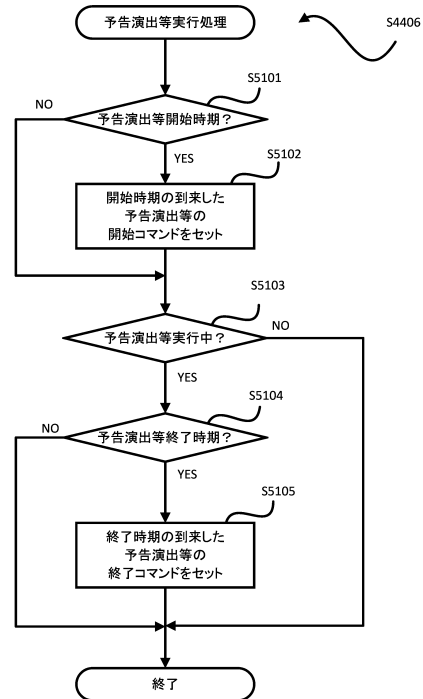 予告演出等実行処理
S4406
S5101
NO
予告演出等開始時期？
YES
S5102
開始時期の到来した
予告演出等の
開始コマンドをセット
S5103
予告演出等実行中？
NO
YES
S5104
NO
予告演出等終了時期？
YES
S5105
終了時期の到来した
予告演出等の
終了コマンドをセット
終了